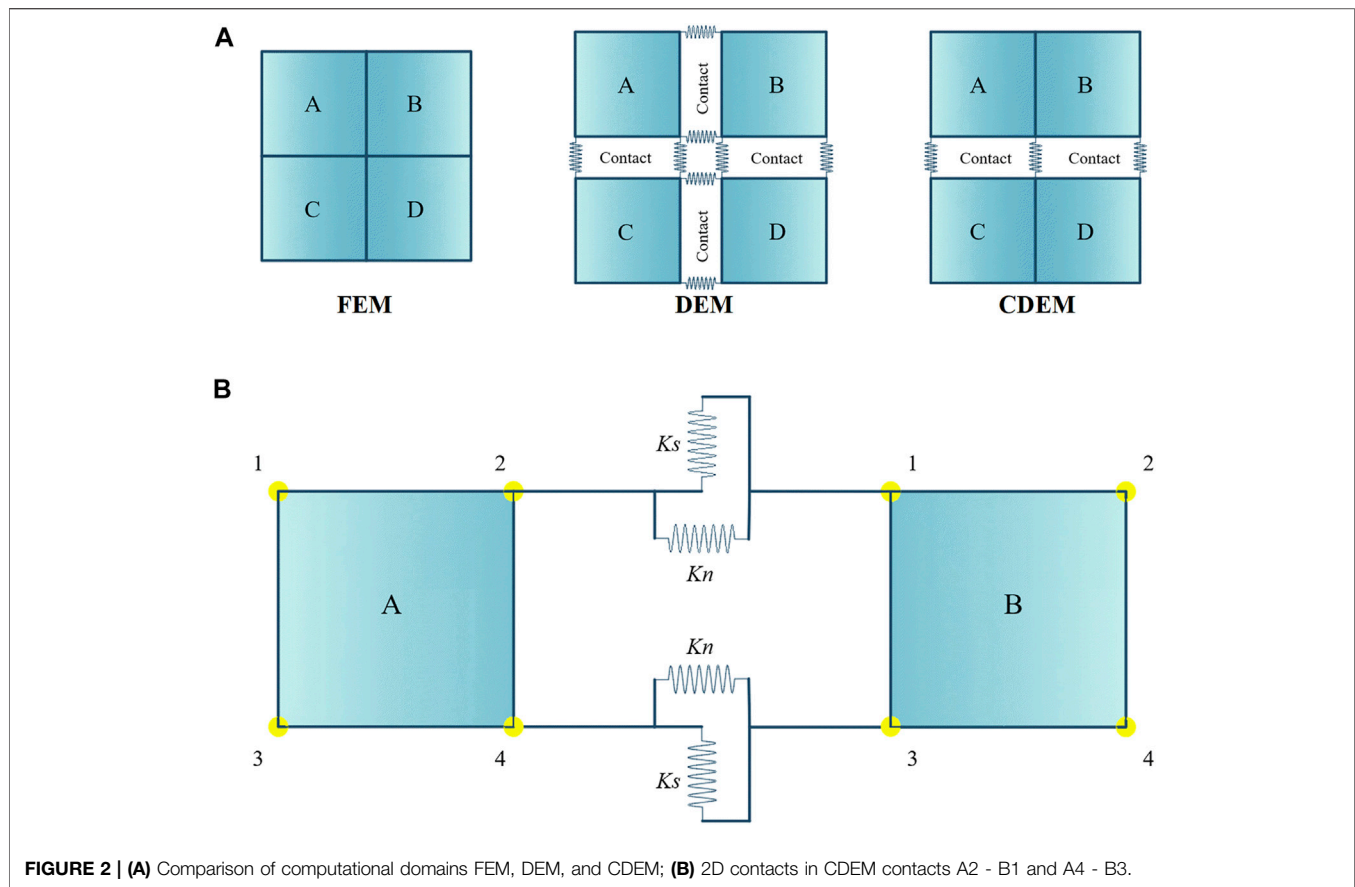 A
A B
C D
FEM
A Contact B
Contact Contact
C Contact D
DEM
A B
Contact Contact
C D
CDEM
B
Ks
1 2 1 2
Kn
A B
Kn
Ks
3 4 3 4
FIGURE 2 | (A) Comparison of computational domains FEM, DEM, and CDEM; (B) 2D contacts in CDEM contacts A2 - B1 and A4 - B3.